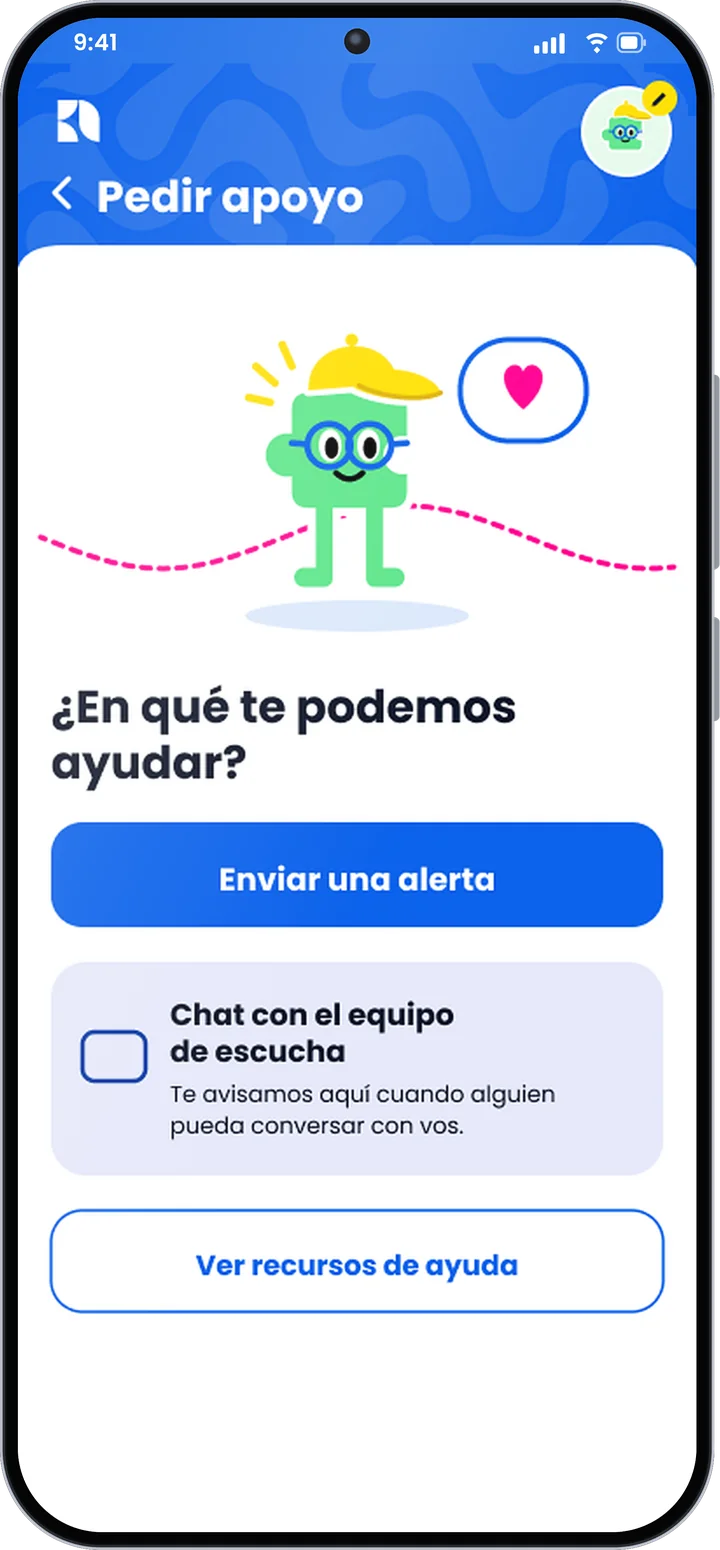 9:41
Pedir apoyo
¿En qué te podemos
ayudar?
Enviar una alerta
Chat con el equipo
de escucha
Te avisamos aquí cuando alguien
pueda conversar con vos.
Ver recursos de ayuda